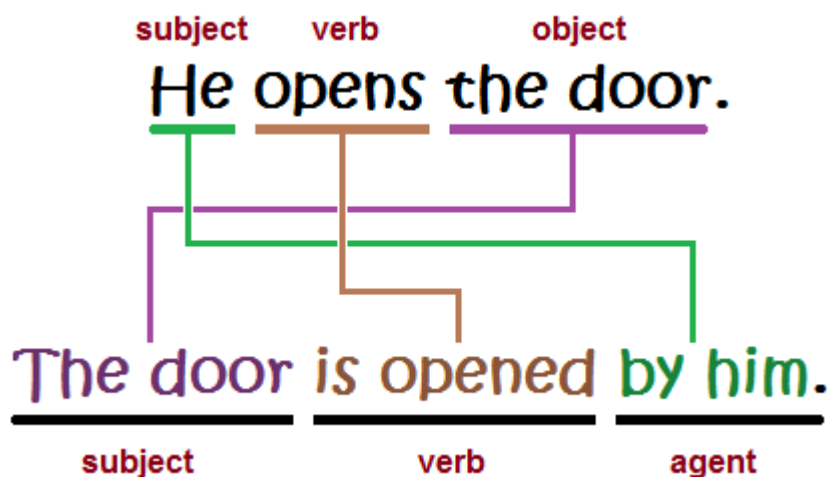 subject verb object
He opens the door.
The door is opened by him.
subject verb agent